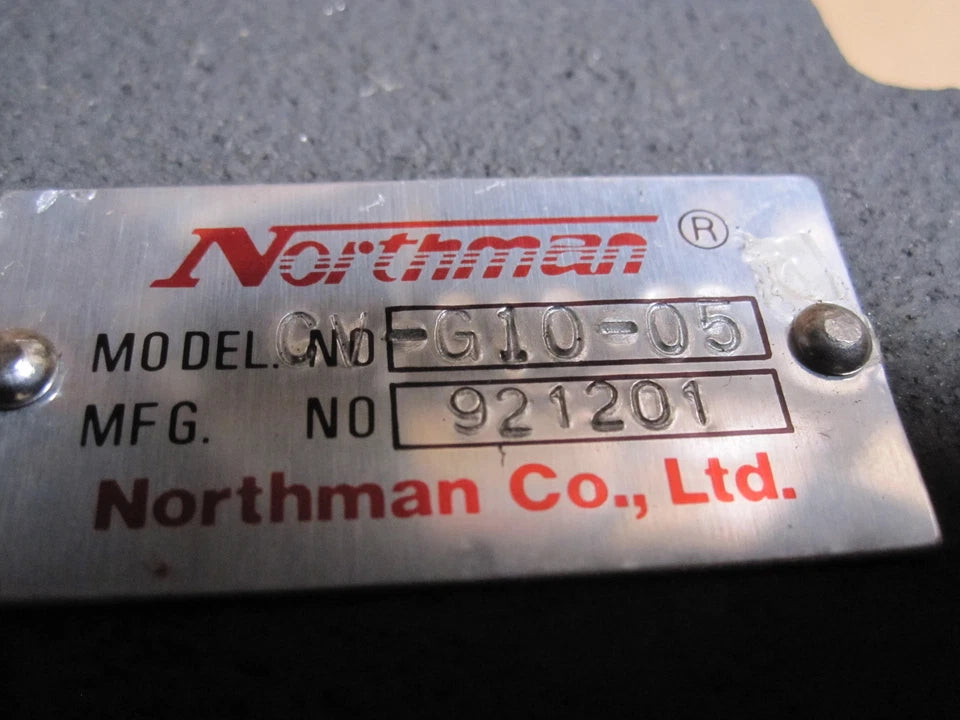 Northman ®
MODEL. NO CV-G10-05
MFG. NO 921201
Northman Co., Ltd.